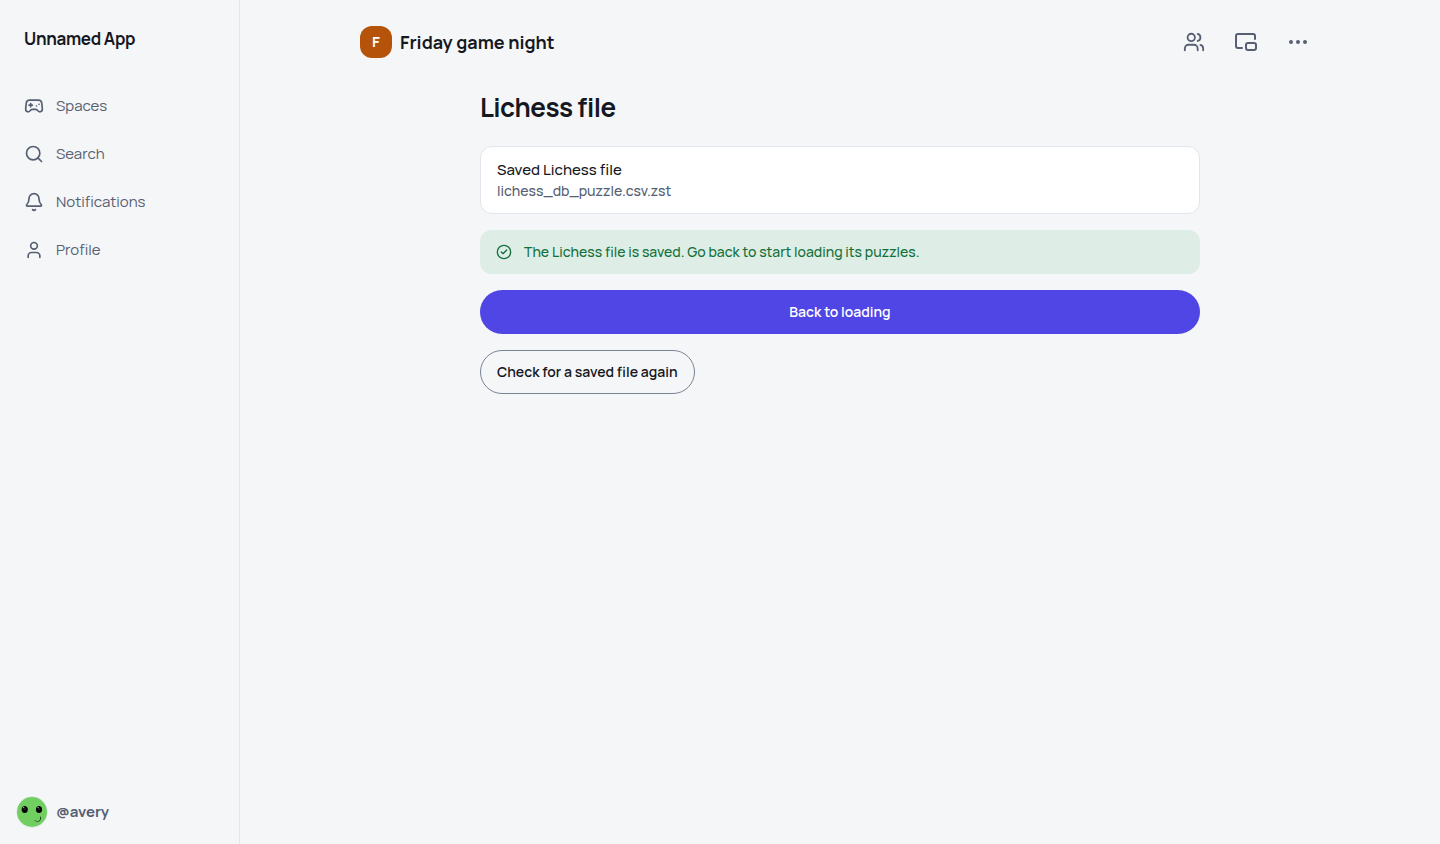 Unnamed App
Spaces
Search
Notifications
Profile
@avery
F
Friday game night
Lichess file
Saved Lichess file
lichess_db_puzzle.csv.zst
The Lichess file is saved. Go back to start loading its puzzles.
Back to loading
Check for a saved file again